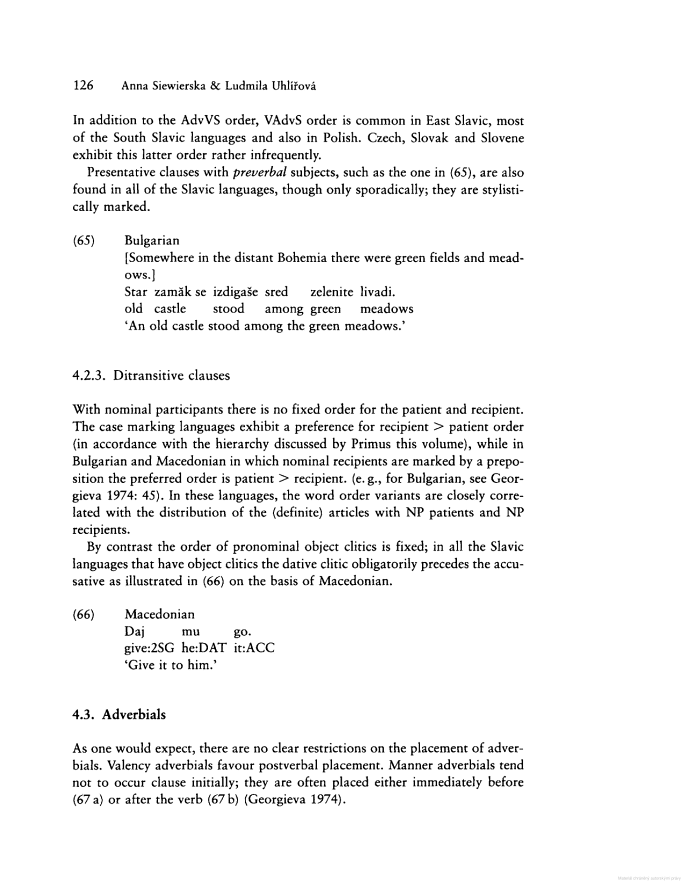 126 Anna Siewierska & Ludmila Uhlířová
In addition to the AdvVS order, VAdvS order is common in East Slavic, most
of the South Slavic languages and also in Polish. Czech, Slovak and Slovene
exhibit this latter order rather infrequently.
Presentative clauses with preverbal subjects, such as the one in (65), are also
found in all of the Slavic languages, though only sporadically; they are stylisti-
cally marked.
(65) Bulgarian
[Somewhere in the distant Bohemia there were green fields and mead-
ows.]
Star zamăk se izdigaše sred zelenite livadi.
old castle stood among green meadows
‘An old castle stood among the green meadows.’
4.2.3. Ditransitive clauses
With nominal participants there is no fixed order for the patient and recipient.
The case marking languages exhibit a preference for recipient > patient order
(in accordance with the hierarchy discussed by Primus this volume), while in
Bulgarian and Macedonian in which nominal recipients are marked by a prepo-
sition the preferred order is patient > recipient. (e. g., for Bulgarian, see Geor-
gieva 1974: 45). In these languages, the word order variants are closely corre-
lated with the distribution of the (definite) articles with NP patients and NP
recipients.
By contrast the order of pronominal object clitics is fixed; in all the Slavic
languages that have object clitics the dative clitic obligatorily precedes the accu-
sative as illustrated in (66) on the basis of Macedonian.
(66) Macedonian
Daj mu go.
give:2SG he:DAT it:ACC
‘Give it to him.’
4.3. Adverbials
As one would expect, there are no clear restrictions on the placement of adver-
bials. Valency adverbials favour postverbal placement. Manner adverbials tend
not to occur clause initially; they are often placed either immediately before
(67 a) or after the verb (67 b) (Georgieva 1974).